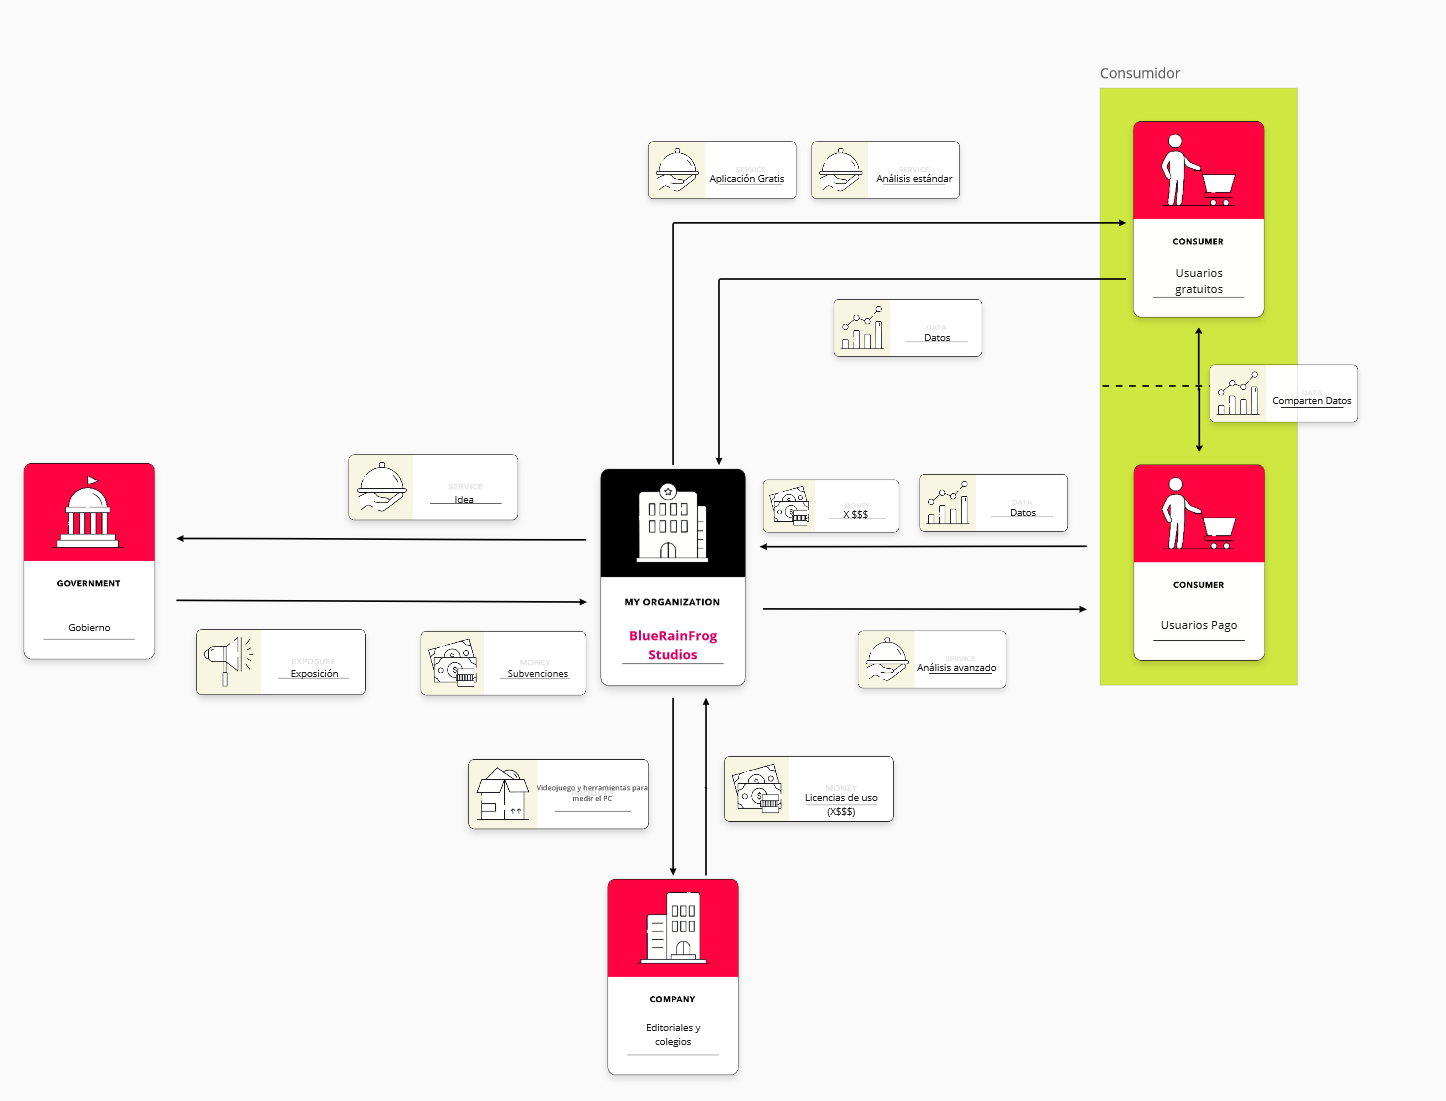 Consumidor
SERVICE
Aplicación Gratis
SERVICE
Análisis estándar
CONSUMER
Usuarios
gratuitos
DATA
Datos
DATA
Comparten Datos
SERVICE
Idea
GOVERNMENT
Gobierno
EXPOSURE
Exposición
MONEY
Subvenciones
MY ORGANIZATION
BlueRainFrog
Studios
MONEY
X $$$
DATA
Datos
CONSUMER
Usuarios Pago
SERVICE
Análisis avanzado
Videojuego y herramientas para
medir el PC
MONEY
Licencias de uso
(X$$$)
COMPANY
Editoriales y
colegios